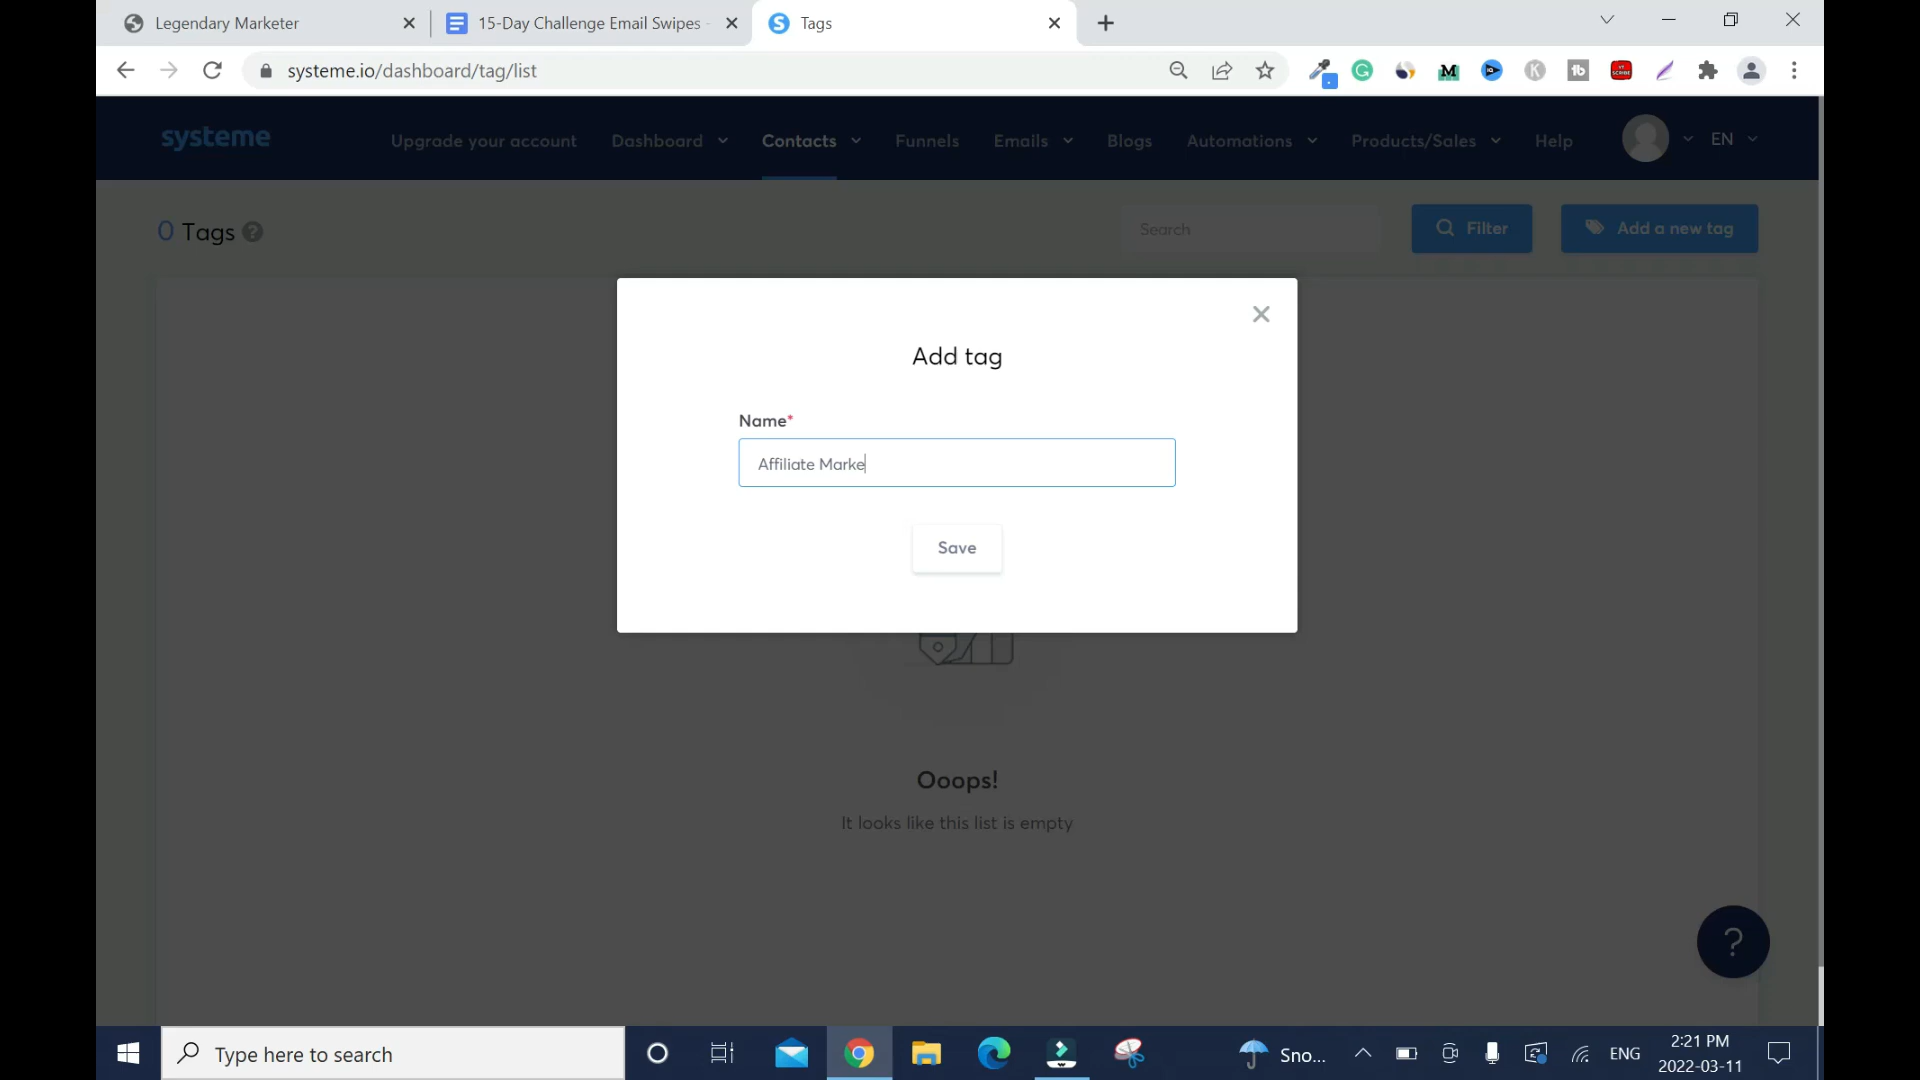 Legendary Marketer
15-Day Challenge Email Swipes -
Tags
systeme.io/dashboard/tag/list
systeme
Upgrade your account
Dashboard
Contacts
Funnels
Emails
Blogs
Automations
Products/Sales
Help
EN
0 Tags
Search
Filter
Add a new tag
Add tag
Name*
Affiliate Marke
Save
Ooops!
It looks like this list is empty
?
Type here to search
Sno...
ENG
2:21 PM
2022-03-11